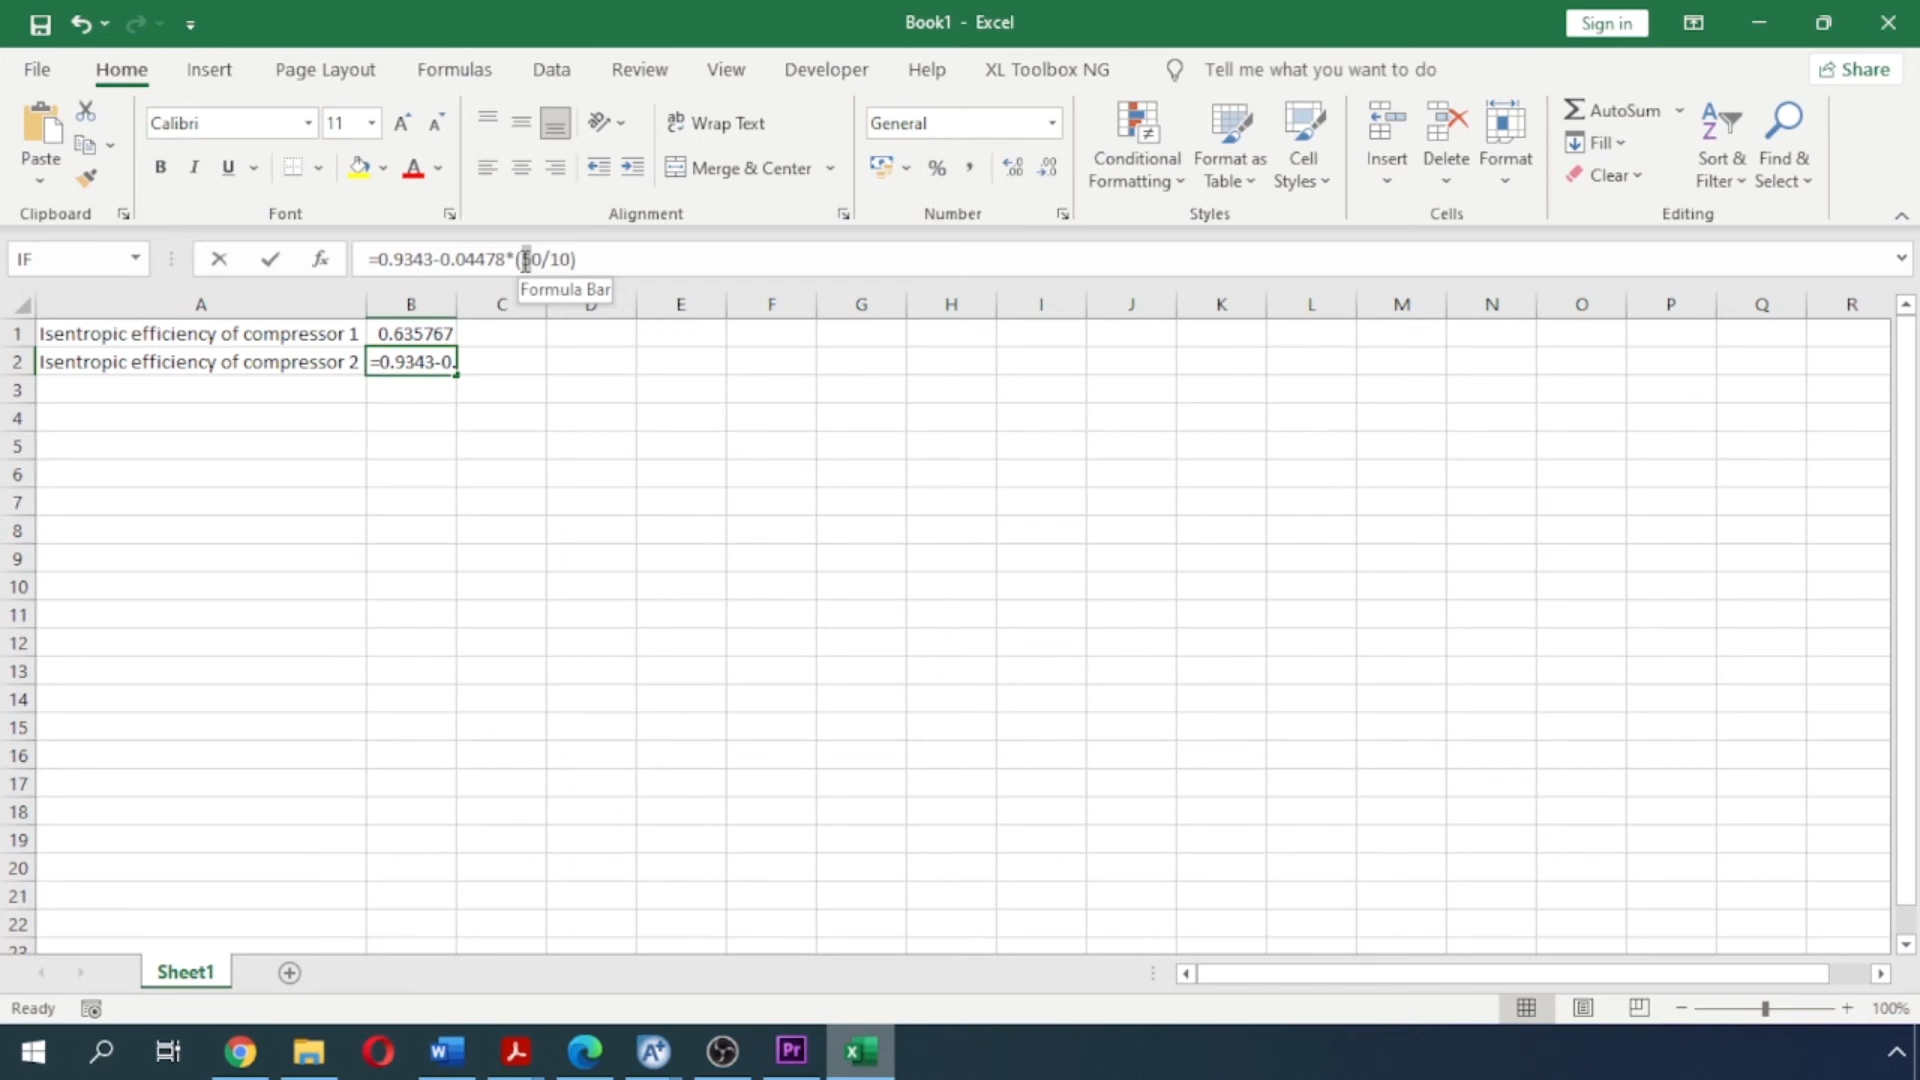 Book1 - Excel
Sign in
File Home Insert Page Layout Formulas Data Review View Developer Help XL Toolbox NG Tell me what you want to do Share
Paste
Calibri 11
B I U
Wrap Text
Merge & Center
General
%
Conditional Formatting
Format as Table
Cell Styles
Insert Delete Format
AutoSum
Fill
Clear
Sort & Filter
Find & Select
Clipboard Font Alignment Number Styles Cells Editing
IF fx =0.9343-0.04478*(50/10)
Formula Bar
A B C D E F G H I J K L M N O P Q R
1 Isentropic efficiency of compressor 1 0.635767
2 Isentropic efficiency of compressor 2 =0.9343-0.
3
4
5
6
7
8
9
10
11
12
13
14
15
16
17
18
19
20
21
22
23
Sheet1
Ready 100%